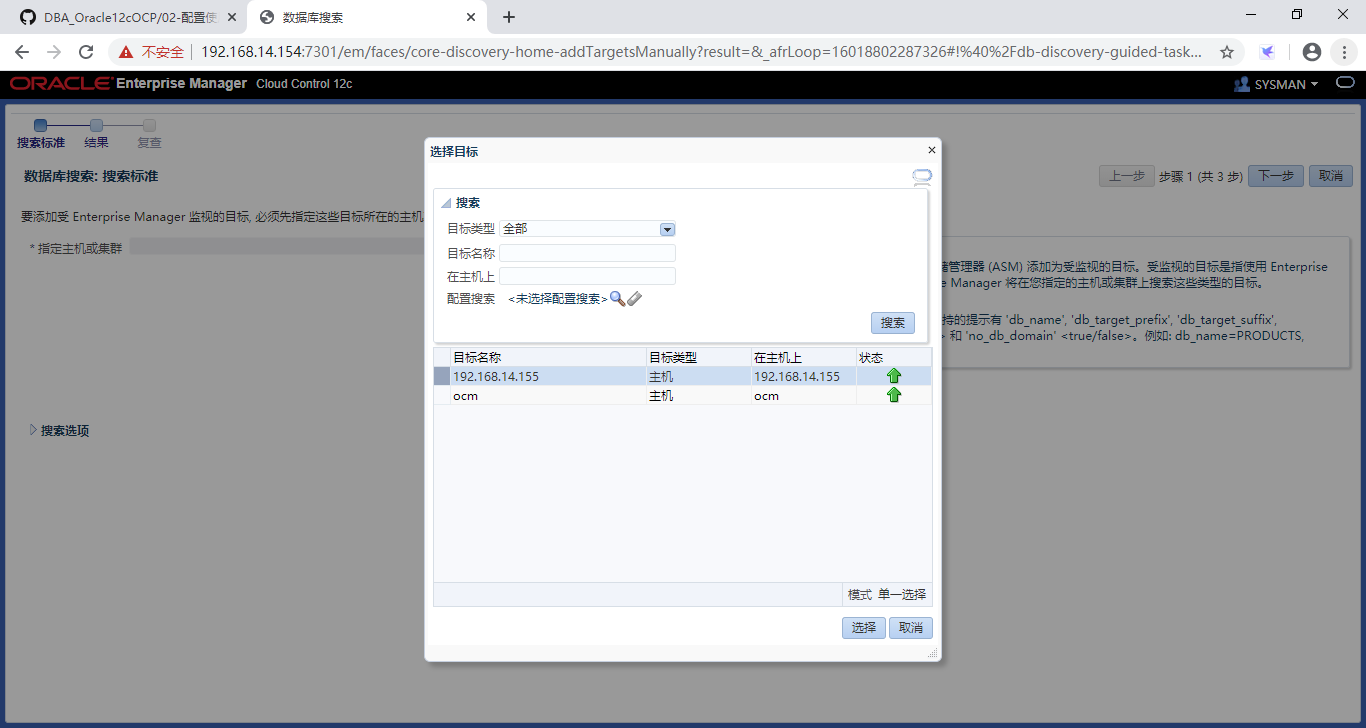 DBA_Oracle12cOCP/02-配置使
数据库搜索
不安全
192.168.14.154:7301/em/faces/core-discovery-home-addTargetsManually?result=&_afrLoop=16018802287326#!%40%2Fdb-discovery-guided-task...
ORACLE Enterprise Manager Cloud Control 12c
SYSMAN
搜索标准 结果 复查
数据库搜索: 搜索标准
上一步 步骤 1 (共 3 步) 下一步 取消
要添加受 Enterprise Manager 监视的目标, 必须先指定这些目标所在的主机
* 指定主机或集群
储管理器 (ASM) 添加为受监视的目标。受监视的目标是指使用 Enterprise
e Manager 将在您指定的主机或集群上搜索这些类型的目标。
持的提示有 'db_name', 'db_target_prefix', 'db_target_suffix',
> 和 'no_db_domain' <true/false>。例如: db_name=PRODUCTS,
搜索选项
选择目标
搜索
目标类型 全部
目标名称
在主机上
配置搜索 <未选择配置搜索>
搜索
目标名称 目标类型 在主机上 状态
192.168.14.155 主机 192.168.14.155
ocm 主机 ocm
模式 单一选择
选择 取消